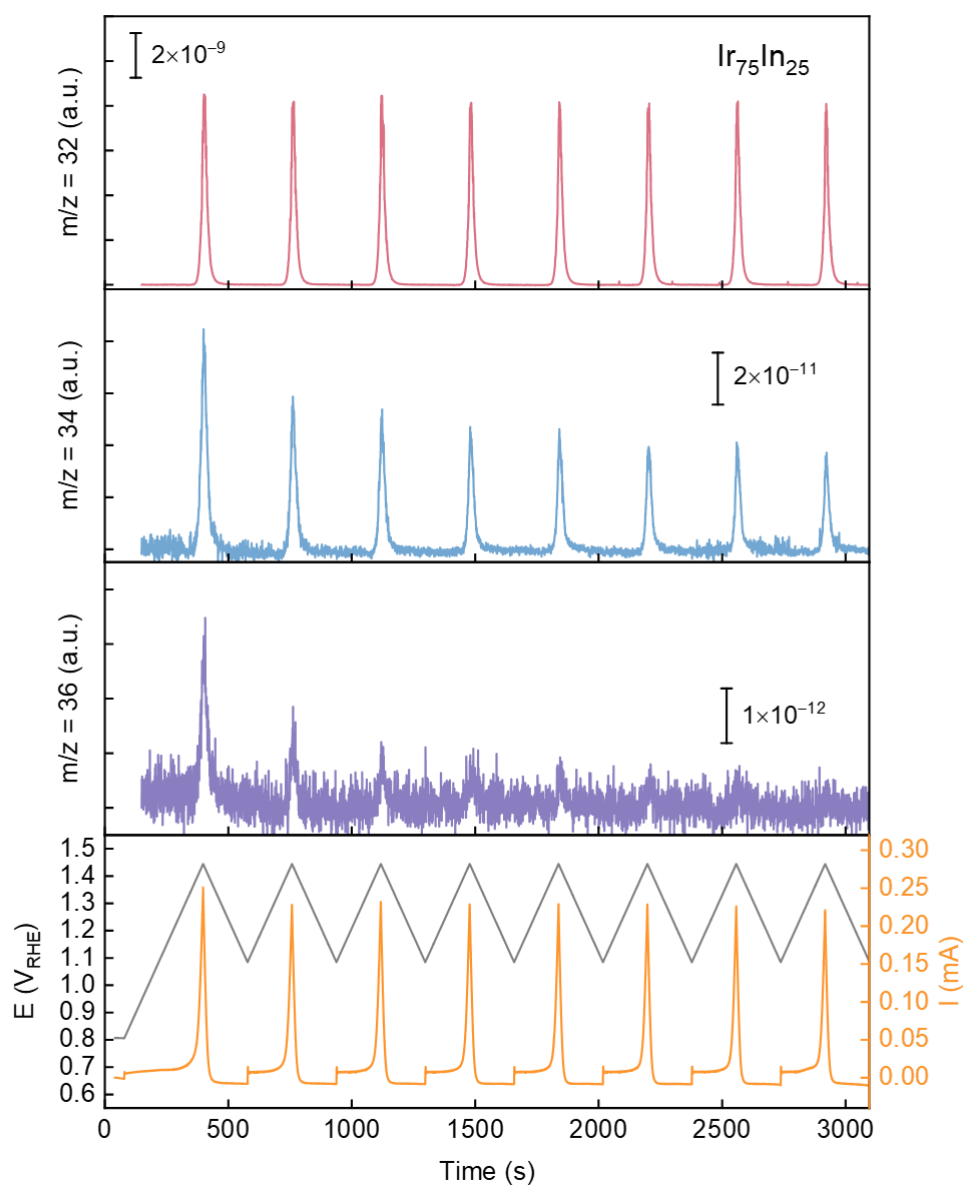 2×10⁻⁹
Ir₇₅In₂₅
m/z = 32 (a.u.)
2×10⁻¹¹
m/z = 34 (a.u.)
1×10⁻¹²
m/z = 36 (a.u.)
1.5
1.4
1.3
1.2
1.1
1.0
0.9
0.8
0.7
0.6
E (V_RHE)
0.30
0.25
0.20
0.15
0.10
0.05
0.00
I (mA)
0 500 1000 1500 2000 2500 3000
Time (s)